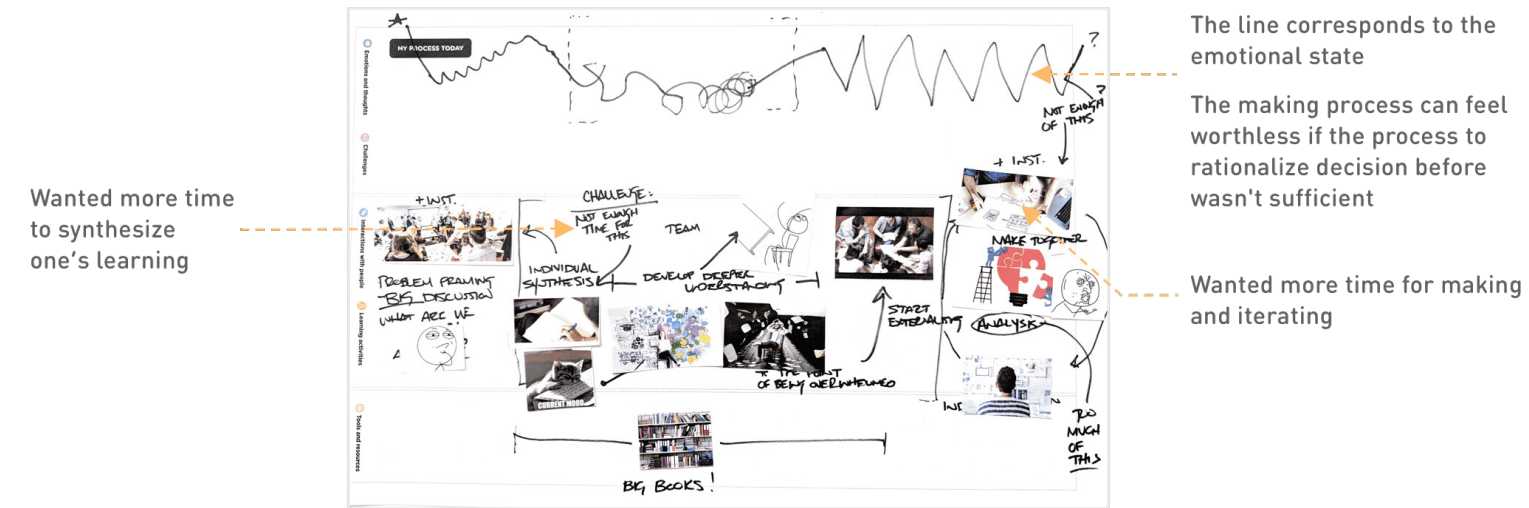 The line corresponds to the
emotional state
The making process can feel
worthless if the process to
rationalize decision before
wasn't sufficient
Wanted more time
to synthesize
one's learning
Wanted more time for making
and iterating
MY PROCESS TODAY
Emotions and thoughts
Challenges
Interactions with people
Learning activities
Tools and resources
?
?
NOT ENOUGH
OF THIS
+ INST.
+ INST.
PROBLEM FRAMING
BIG DISCUSSION
WHAT ARE WE
CHALLENGE:
NOT ENOUGH
TIME FOR
THIS
TEAM
INDIVIDUAL
SYNTHESIS
DEVELOP DEEPER
UNDERSTANDING
CURRENT MOOD
POINT
OF BEING OVERWHELMED
START
EXTERNALIZING
MAKE TOGETHER
ANALYSIS
TOO
MUCH
OF
THIS
BIG BOOKS!